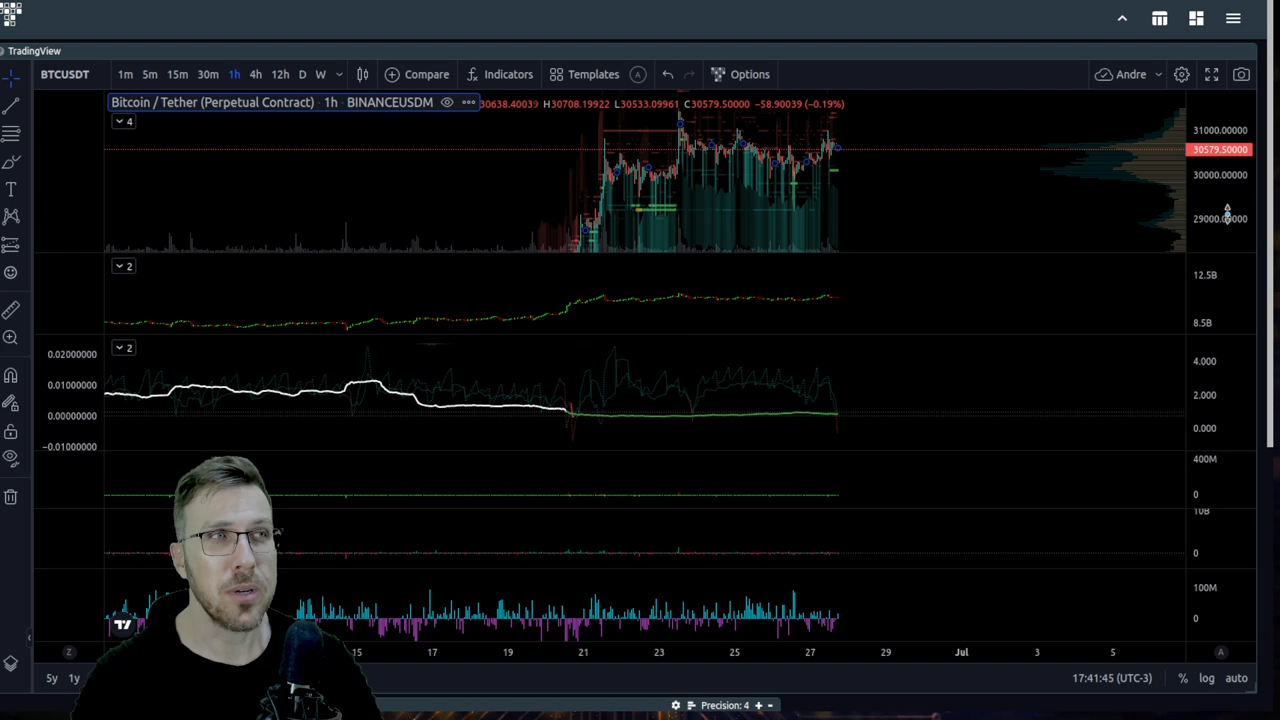 TradingView
BTCUSDT 1m 5m 15m 30m 1h 4h 12h D W Compare Indicators Templates A Options Andre
Bitcoin / Tether (Perpetual Contract) · 1h · BINANCEUSDM 30638.40039 H30708.19922 L30533.09961 C30579.50000 −58.90039 (−0.19%)
4
31000.00000
30579.50000
30000.00000
29000.00000
2
12.5B
8.5B
2
0.02000000 4.000
0.01000000 2.000
0.00000000 0.000
−0.01000000
400M
0
10B
0
100M
0
Z 15 17 19 21 23 25 27 29 Jul 3 5 A
5y 1y 17:41:45 (UTC-3) % log auto
Precision: 4 + -